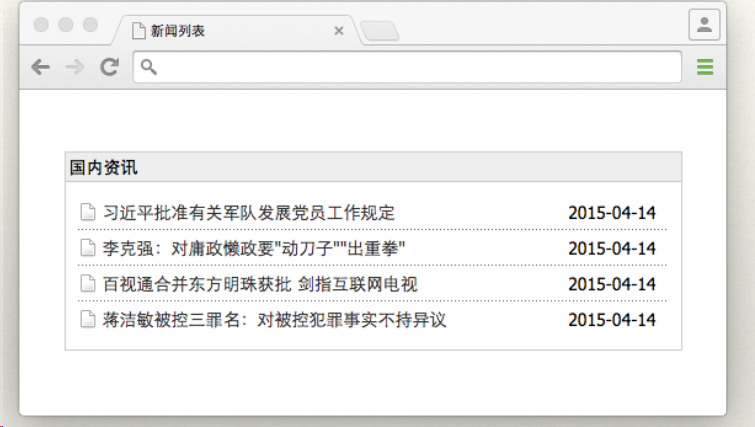 新闻列表
国内资讯
习近平批准有关军队发展党员工作规定 2015-04-14
李克强：对庸政懒政要"动刀子""出重拳" 2015-04-14
百视通合并东方明珠获批 剑指互联网电视 2015-04-14
蒋洁敏被控三罪名：对被控犯罪事实不持异议 2015-04-14